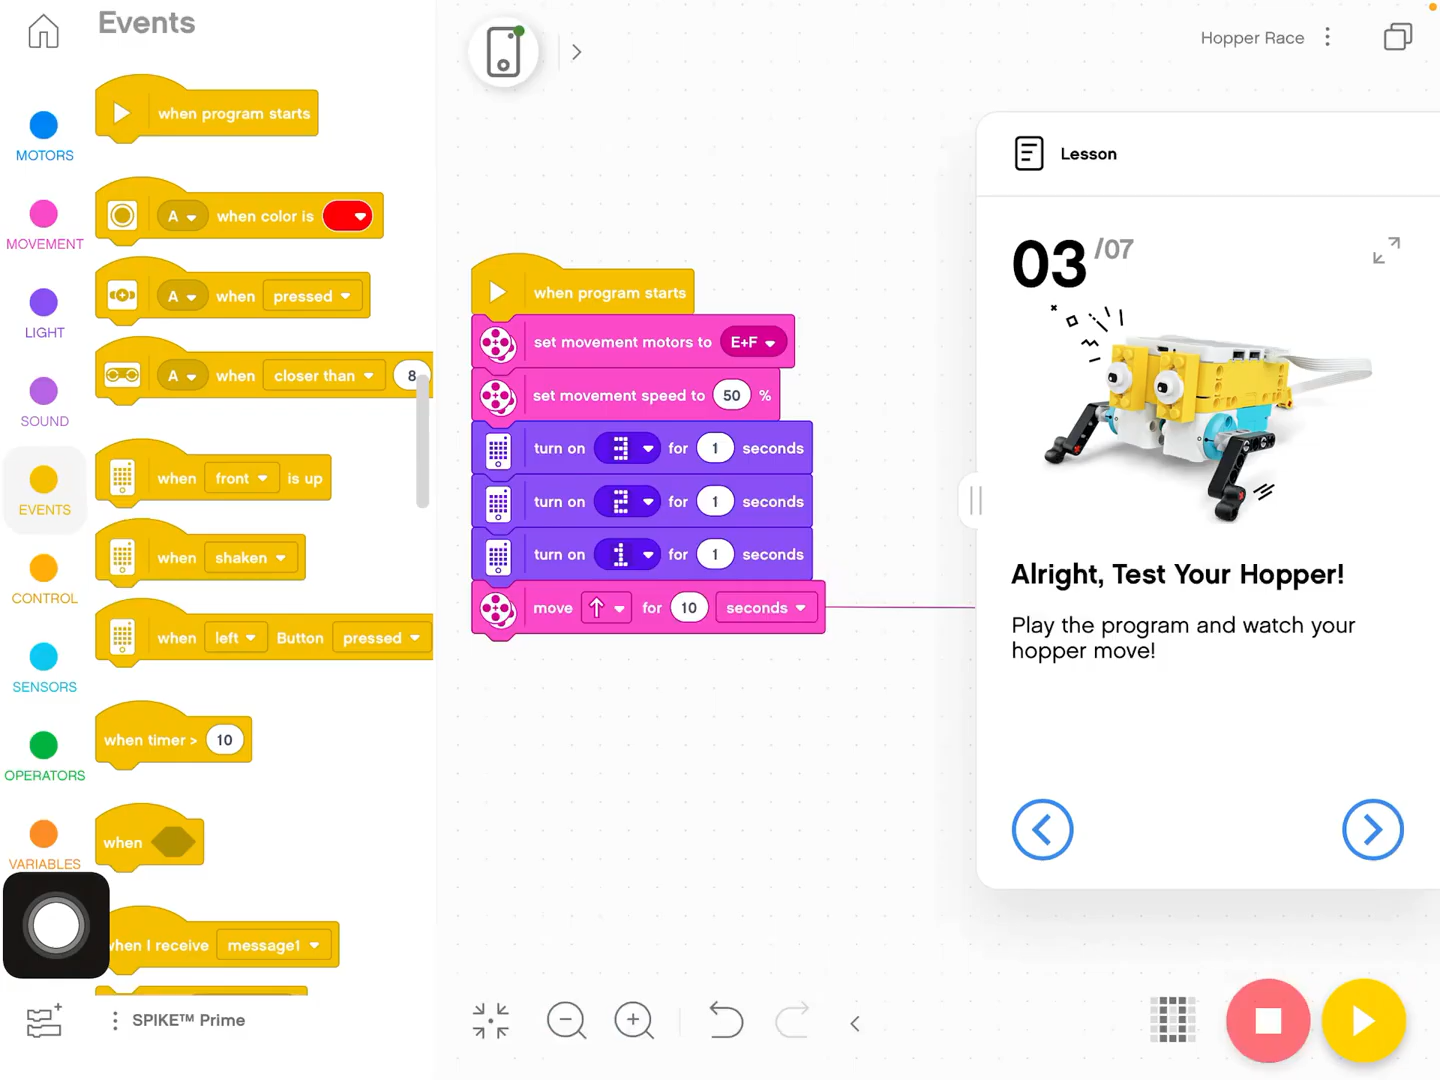 Events
Hopper Race
when program starts
MOTORS
A when color is
MOVEMENT
A when pressed
LIGHT
A when closer than 8
SOUND
when front is up
EVENTS
when shaken
CONTROL
when left Button pressed
SENSORS
when timer > 10
OPERATORS
when
VARIABLES
when I receive message1
SPIKE™ Prime
when program starts
set movement motors to E+F
set movement speed to 50 %
turn on 3 for 1 seconds
turn on 2 for 1 seconds
turn on 1 for 1 seconds
move for 10 seconds
Lesson
03 /07
Alright, Test Your Hopper!
Play the program and watch your
hopper move!